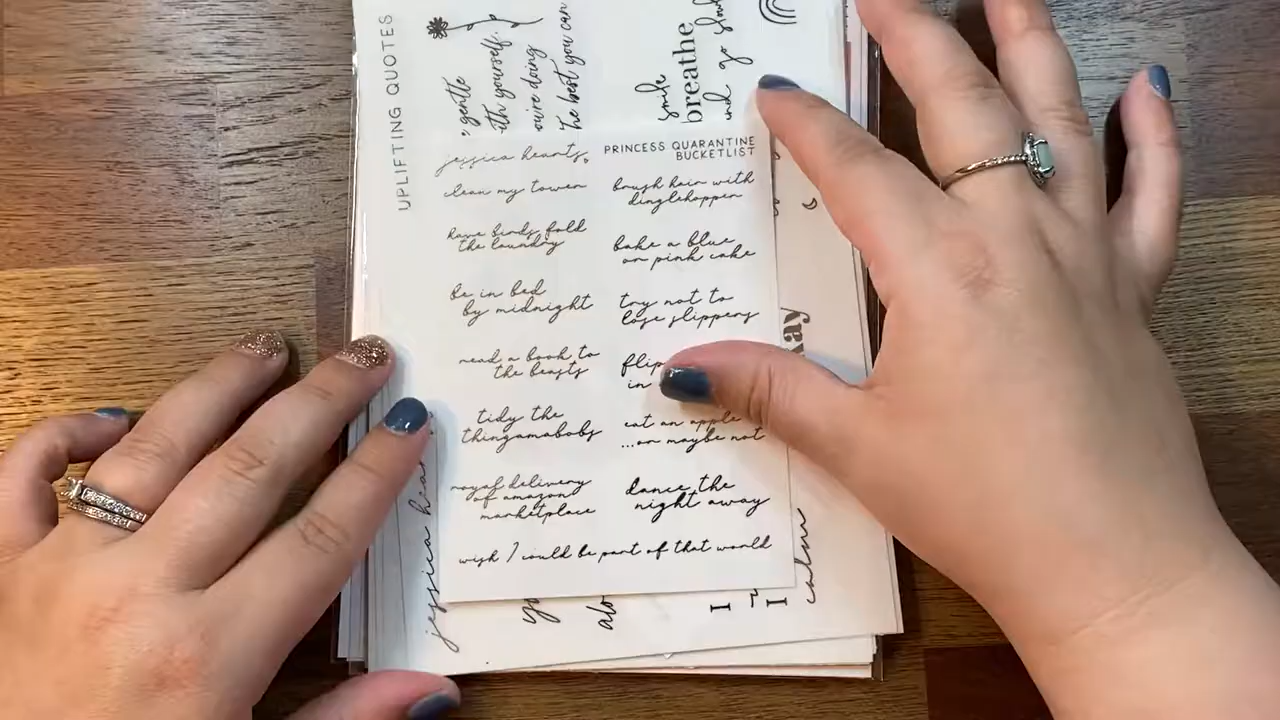 UPLIFTING QUOTES
gentle
yourself.
you're doing
the best you can
smile
breathe
and go slowly
jessica hearts
PRINCESS QUARANTINE
BUCKETLIST
clean my tower
have birds fold
the laundry
be in bed
by midnight
read a book to
the beasts
tidy the
thingamabobs
royal delivery
of amazon
marketplace
brush hair with
dinglehopper
bake a blue
or pink cake
try not to
lose slippers
flip
in
eat an apple
...or maybe not
dance the
night away
wish I could be part of that world
jessica
I
I
calm